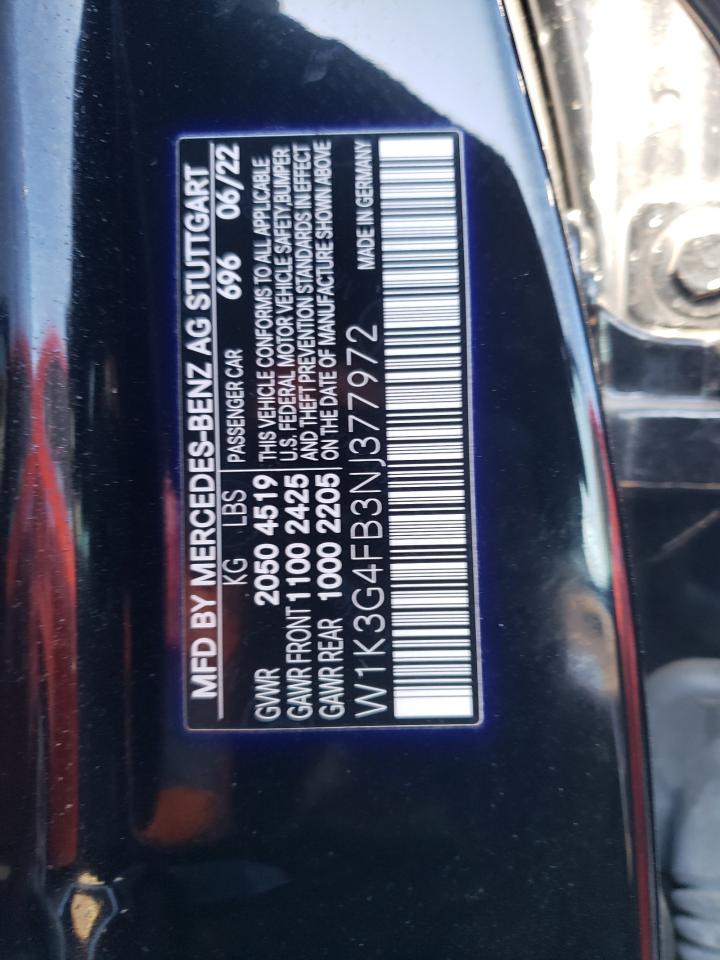 MFD BY MERCEDES-BENZ AG STUTTGART
KG LBS PASSENGER CAR 696 06/22
GWR 2050 4519 THIS VEHICLE CONFORMS TO ALL APPLICABLE
GAWR FRONT 1100 2425 U.S. FEDERAL MOTOR VEHICLE SAFETY, BUMPER
GAWR REAR 1000 2205 AND THEFT PREVENTION STANDARDS IN EFFECT
ON THE DATE OF MANUFACTURE SHOWN ABOVE
W1K3G4FB3NJ377972 MADE IN GERMANY